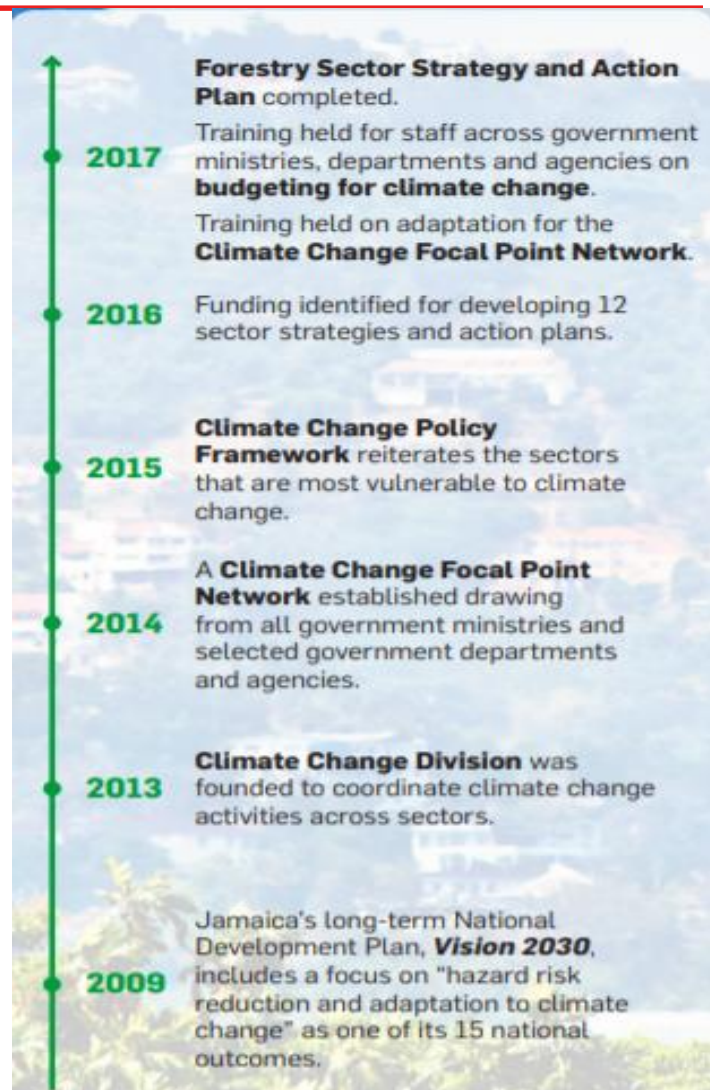 Forestry Sector Strategy and Action
Plan completed.
2017
Training held for staff across government
ministries, departments and agencies on
budgeting for climate change.
Training held on adaptation for the
Climate Change Focal Point Network.
2016
Funding identified for developing 12
sector strategies and action plans.
2015
Climate Change Policy
Framework reiterates the sectors
that are most vulnerable to climate
change.
2014
A Climate Change Focal Point
Network established drawing
from all government ministries and
selected government departments
and agencies.
2013
Climate Change Division was
founded to coordinate climate change
activities across sectors.
2009
Jamaica's long-term National
Development Plan, Vision 2030,
includes a focus on "hazard risk
reduction and adaptation to climate
change" as one of its 15 national
outcomes.